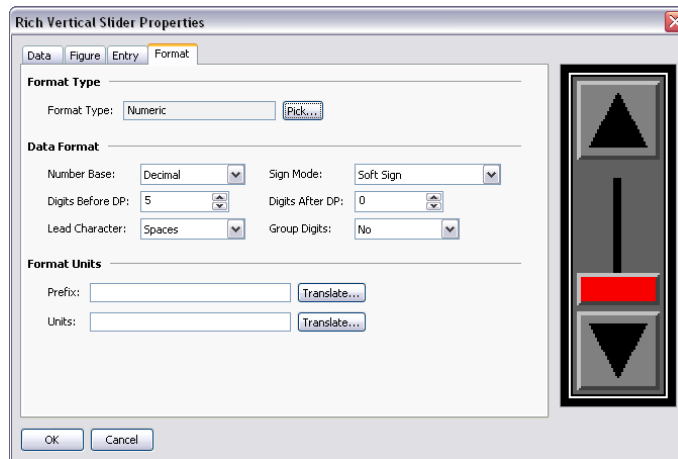 Rich Vertical Slider Properties
Data Figure Entry Format
Format Type
Format Type: Numeric Pick...
Data Format
Number Base: Decimal Sign Mode: Soft Sign
Digits Before DP: 5 Digits After DP: 0
Lead Character: Spaces Group Digits: No
Format Units
Prefix: Translate...
Units: Translate...
OK Cancel